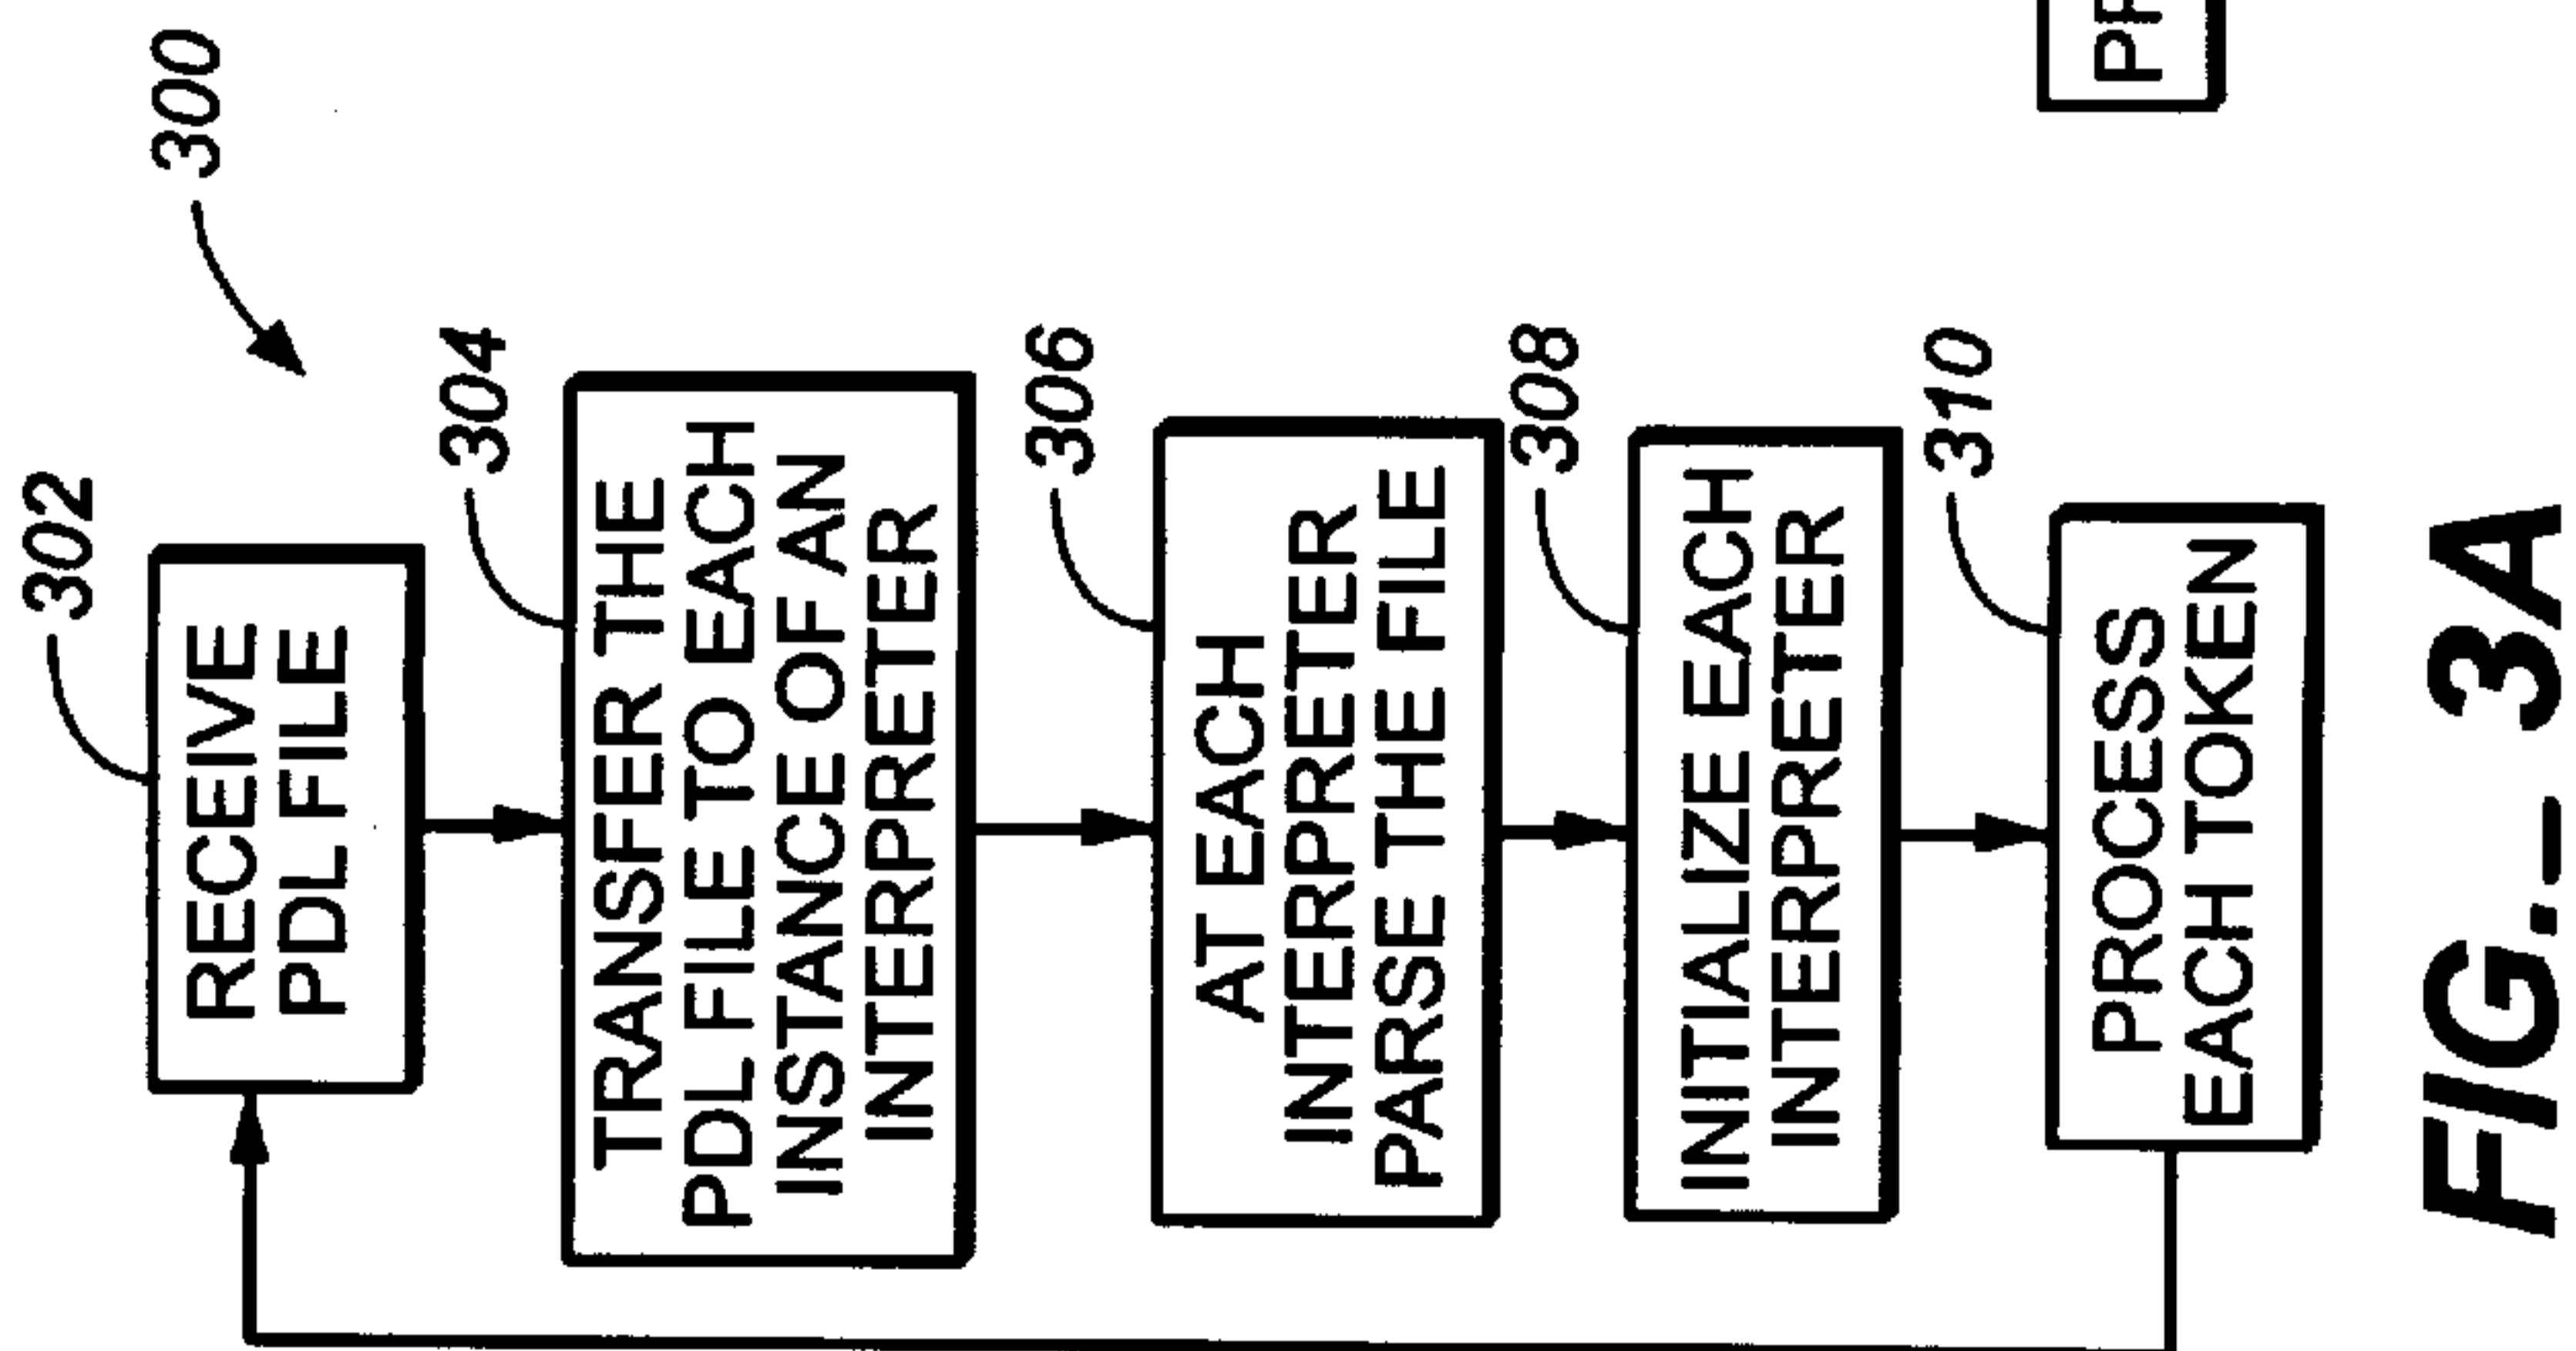 300
302
RECEIVE
PDL FILE
304
TRANSFER THE
PDL FILE TO EACH
INSTANCE OF AN
INTERPRETER
306
AT EACH
INTERPRETER
PARSE THE FILE
308
INITIALIZE EACH
INTERPRETER
310
PROCESS
EACH TOKEN
FIG.- 3A